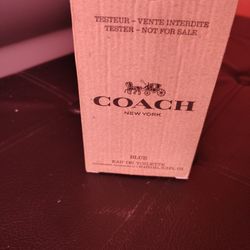 TESTEUR - VENTE INTERDITE
TESTER - NOT FOR SALE
COACH
NEW YORK
BLUE
EAU DE TOILETTE